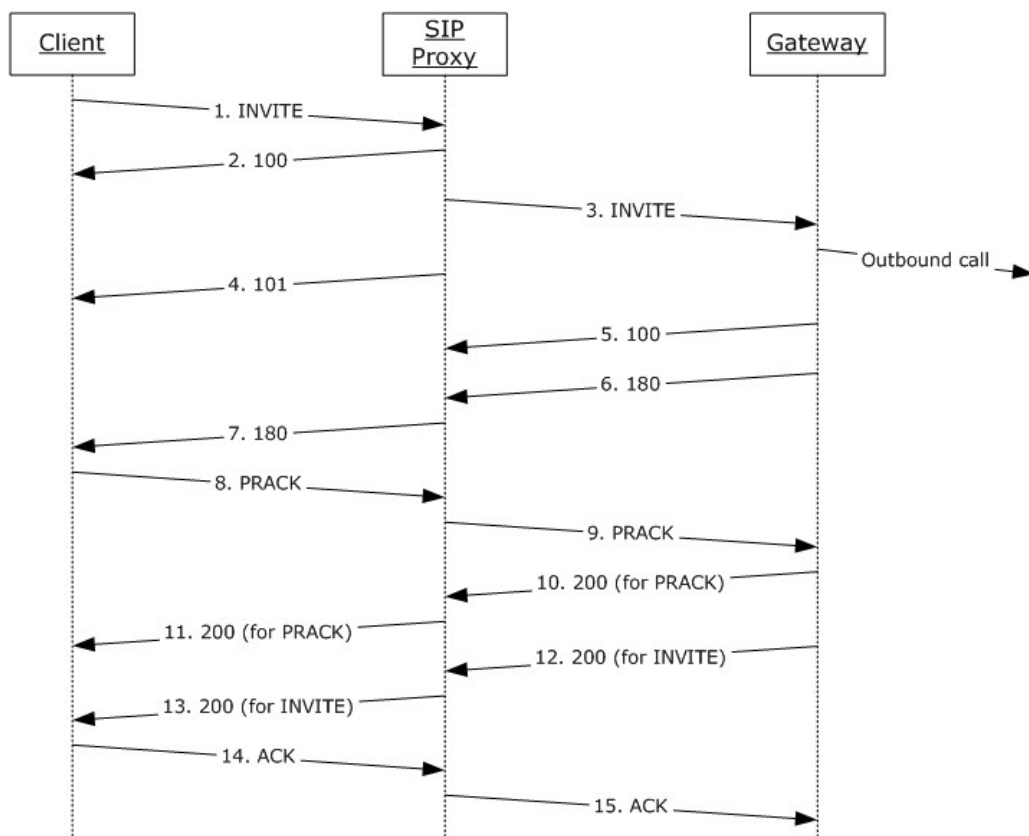 Client
SIP
Proxy
Gateway
1. INVITE
2. 100
3. INVITE
Outbound call
4. 101
5. 100
6. 180
7. 180
8. PRACK
9. PRACK
10. 200 (for PRACK)
11. 200 (for PRACK)
12. 200 (for INVITE)
13. 200 (for INVITE)
14. ACK
15. ACK